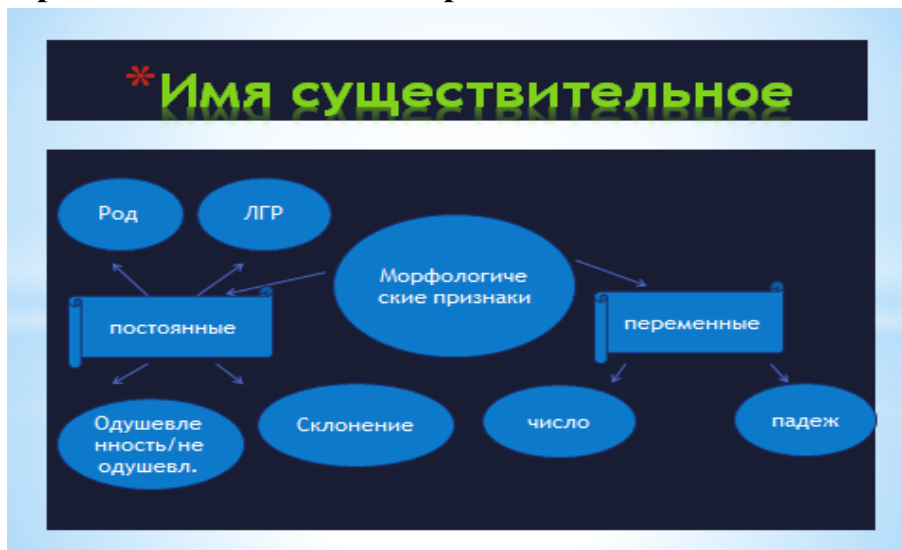 *Имя существительное
Род
ЛГР
Морфологиче
ские признаки
постоянные
переменные
Одушевле
нность/не
одушевл.
Склонение
число
падеж